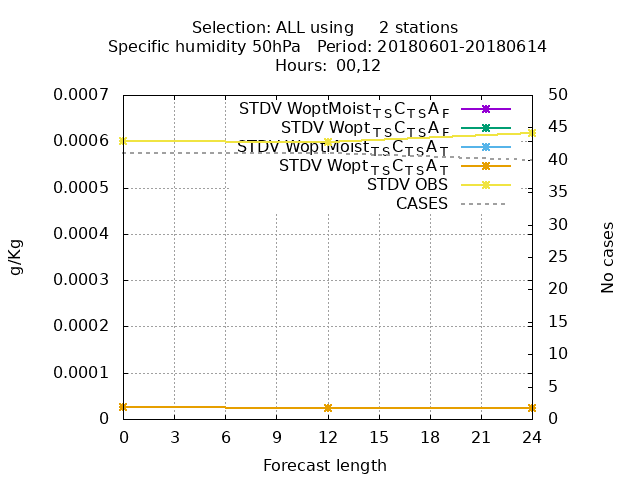 Selection: ALL using     2 stations
Specific humidity 50hPa   Period: 20180601-20180614
Hours:  00,12
STDV WoptMoist_TS C_TS A_F
STDV Wopt_TS C_TS A_F
STDV WoptMoist_TS C_TS A_T
STDV Wopt_TS C_TS A_T
STDV OBS
CASES
0.0007
0.0006
0.0005
0.0004
0.0003
0.0002
0.0001
0
g/Kg
50
45
40
35
30
25
20
15
10
5
0
No cases
0 3 6 9 12 15 18 21 24
Forecast length